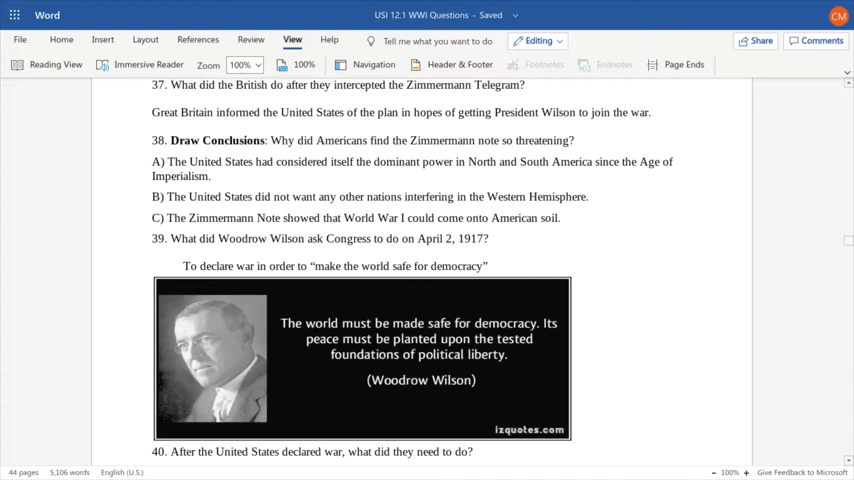 Word
USI 12.1 WWI Questions - Saved
CM
File Home Insert Layout References Review View Help Tell me what you want to do Editing Share Comments
Reading View Immersive Reader Zoom 100% 100% Navigation Header & Footer Footnotes Endnotes Page Ends
37. What did the British do after they intercepted the Zimmermann Telegram?
Great Britain informed the United States of the plan in hopes of getting President Wilson to join the war.
38. Draw Conclusions: Why did Americans find the Zimmermann note so threatening?
A) The United States had considered itself the dominant power in North and South America since the Age of
Imperialism.
B) The United States did not want any other nations interfering in the Western Hemisphere.
C) The Zimmermann Note showed that World War I could come onto American soil.
39. What did Woodrow Wilson ask Congress to do on April 2, 1917?
To declare war in order to “make the world safe for democracy”
The world must be made safe for democracy. Its
peace must be planted upon the tested
foundations of political liberty.
(Woodrow Wilson)
izquotes.com
40. After the United States declared war, what did they need to do?
44 pages 5,106 words English (U.S.) - 100% + Give Feedback to Microsoft